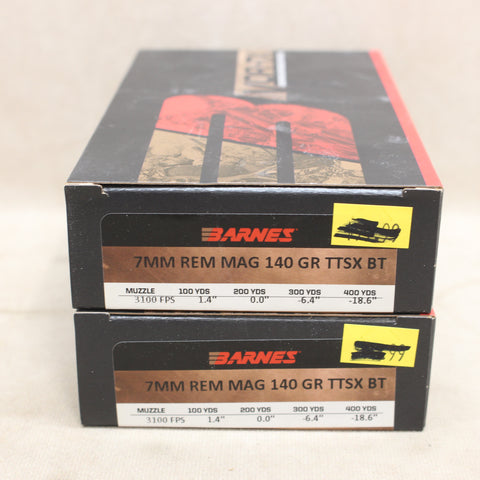 BARNES
7MM REM MAG 140 GR TTSX BT
MUZZLE 100 YDS 200 YDS 300 YDS 400 YDS
3100 FPS 1.4" 0.0" -6.4" -18.6"
BARNES
7MM REM MAG 140 GR TTSX BT
MUZZLE 100 YDS 200 YDS 300 YDS 400 YDS
3100 FPS 1.4" 0.0" -6.4" -18.6"